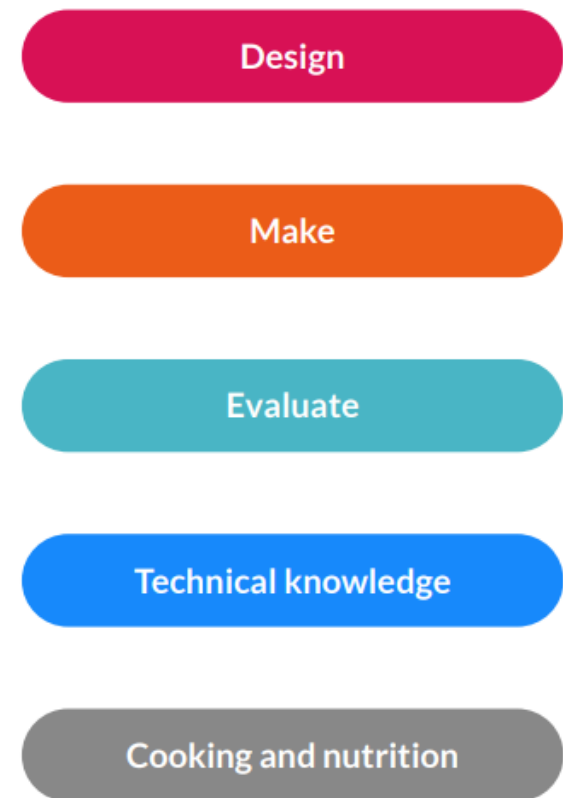 Design
Make
Evaluate
Technical knowledge
Cooking and nutrition